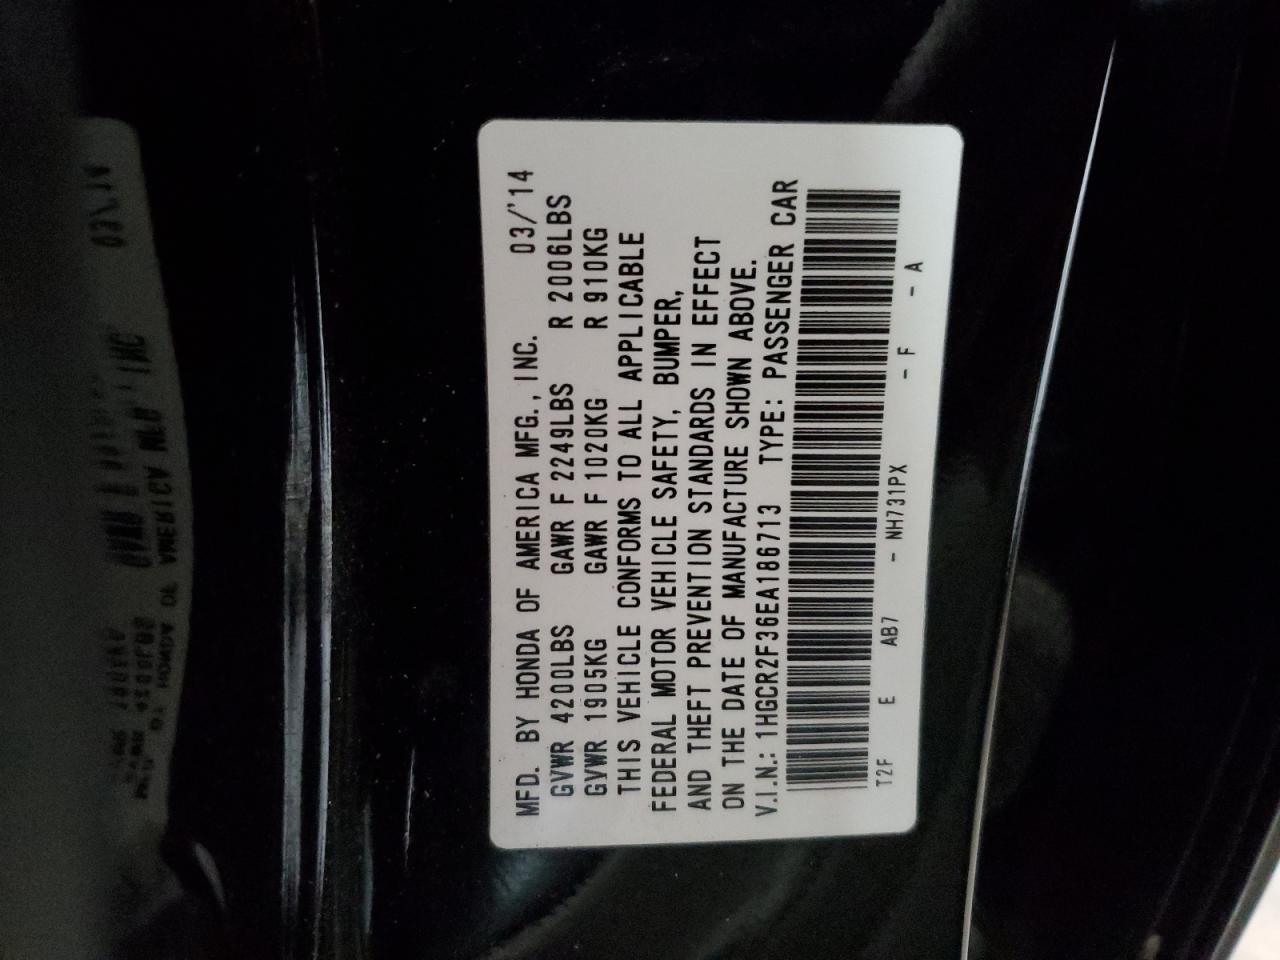 MFD. BY HONDA OF AMERICA MFG., INC. 03/'14
GVWR 4200LBS GAWR F 2249LBS R 2006LBS
GVWR 1905KG GAWR F 1020KG R 910KG
THIS VEHICLE CONFORMS TO ALL APPLICABLE
FEDERAL MOTOR VEHICLE SAFETY, BUMPER,
AND THEFT PREVENTION STANDARDS IN EFFECT
ON THE DATE OF MANUFACTURE SHOWN ABOVE.
V.I.N.: 1HGCR2F36EA186713 TYPE: PASSENGER CAR
T2F E AB7 - NH731PX - F - A